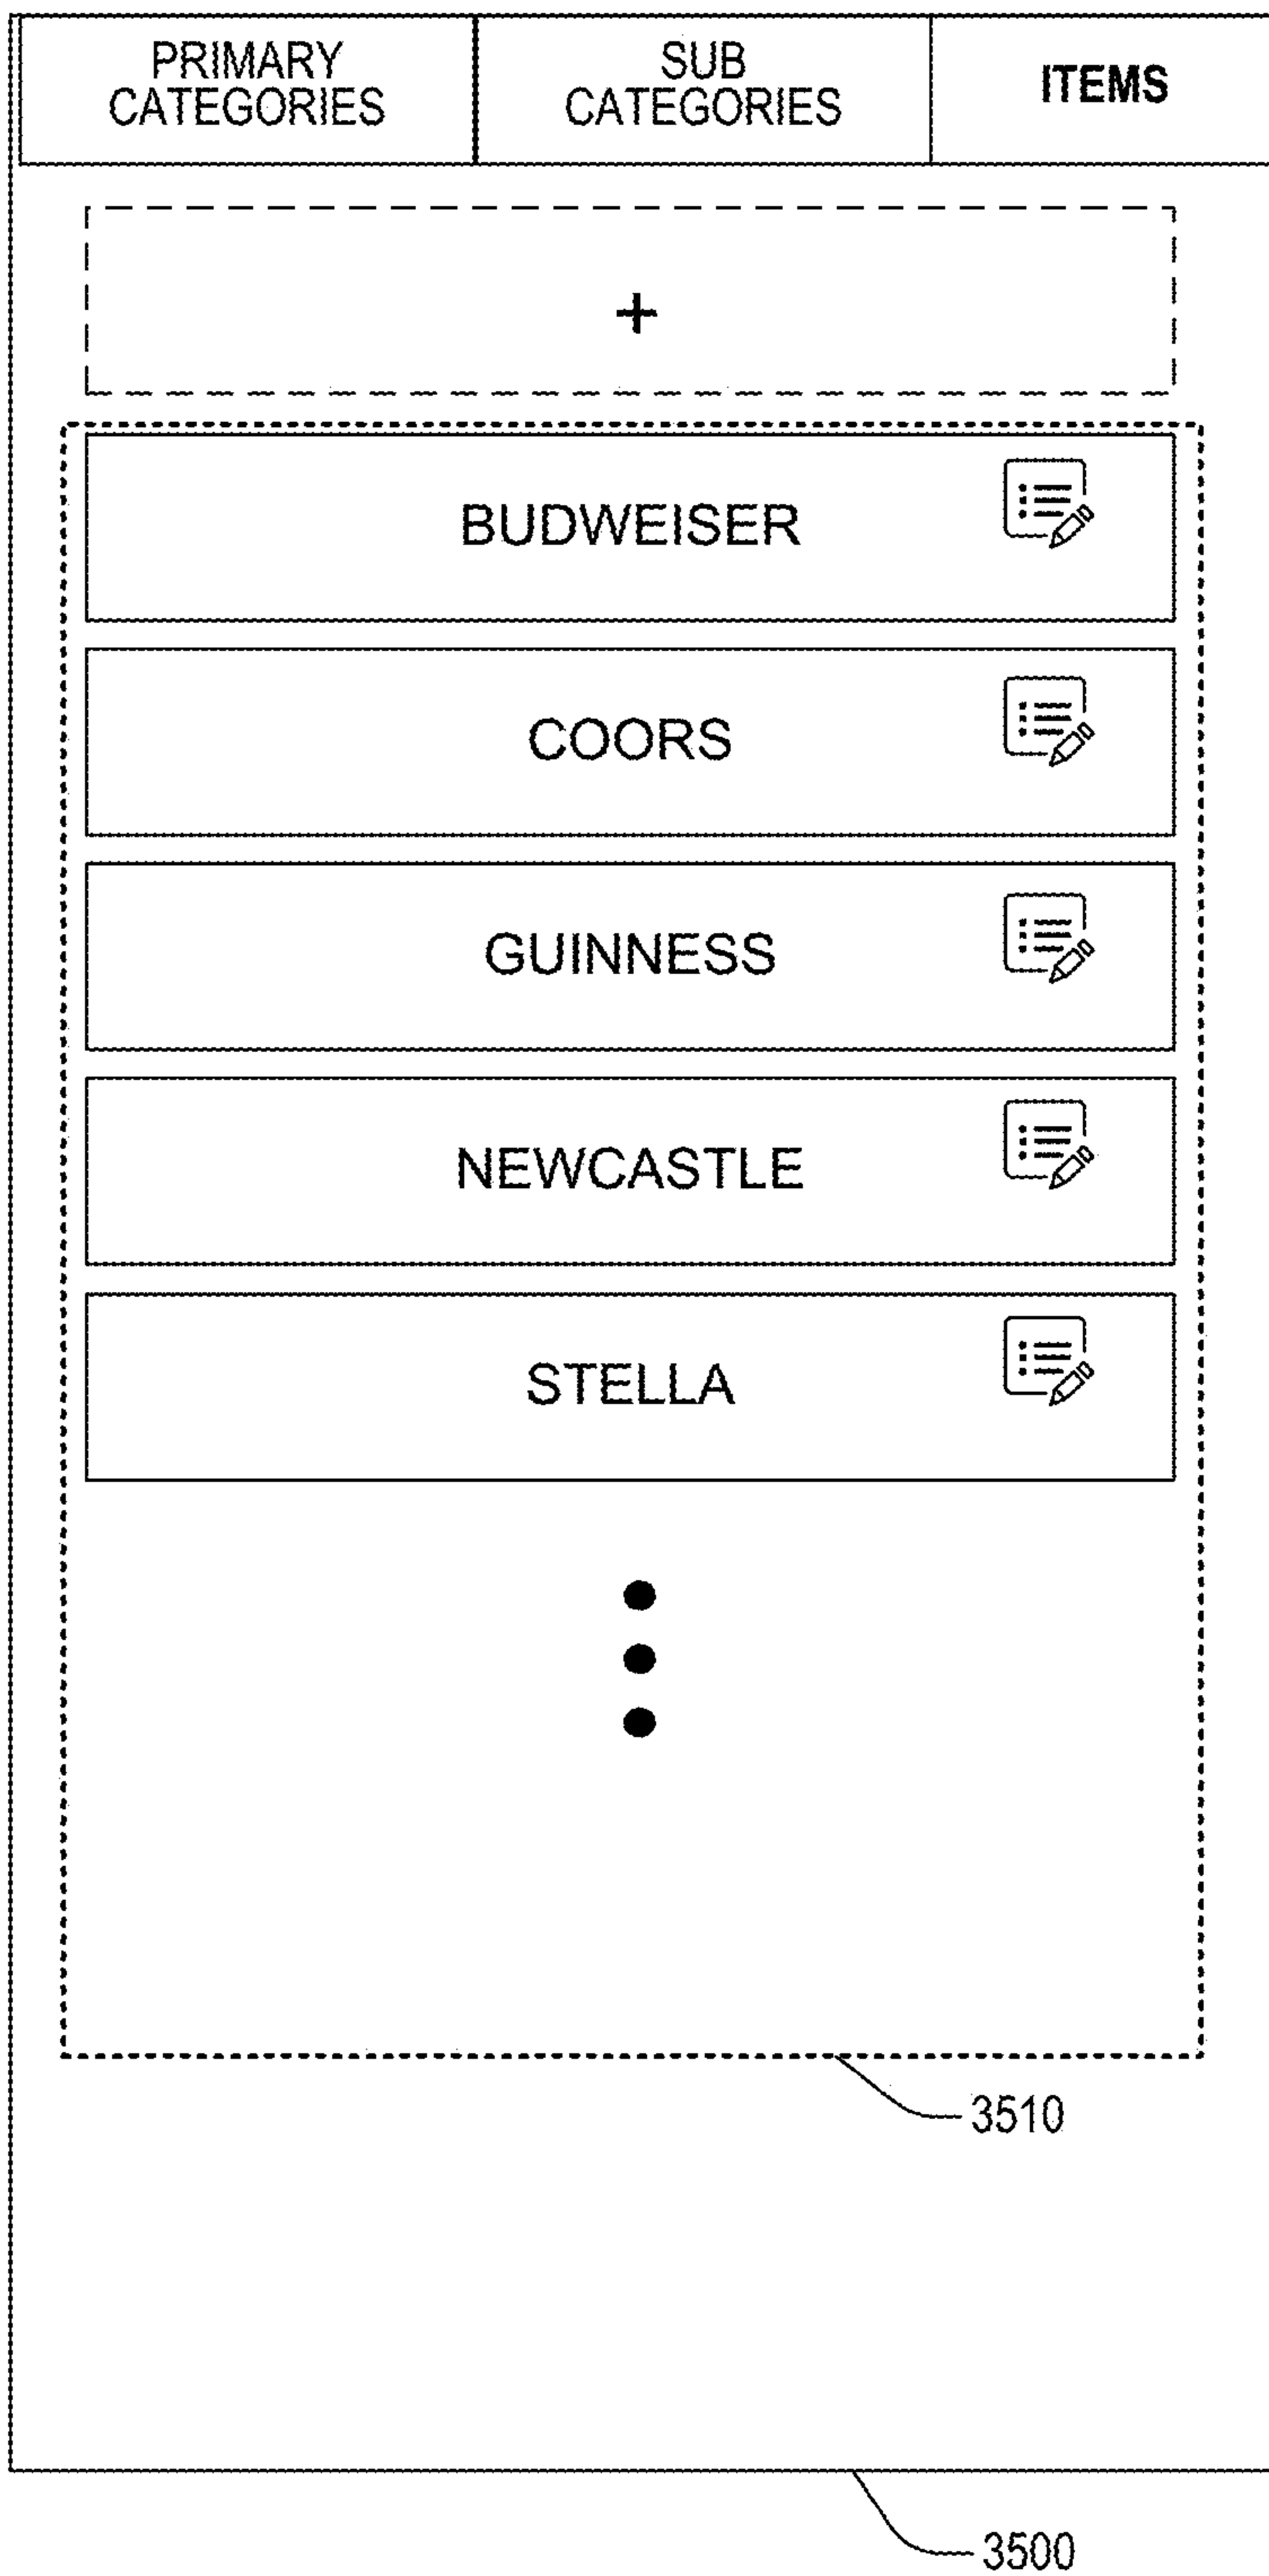 PRIMARY
CATEGORIES
SUB
CATEGORIES
ITEMS
+
BUDWEISER
COORS
GUINNESS
NEWCASTLE
STELLA
3510
3500